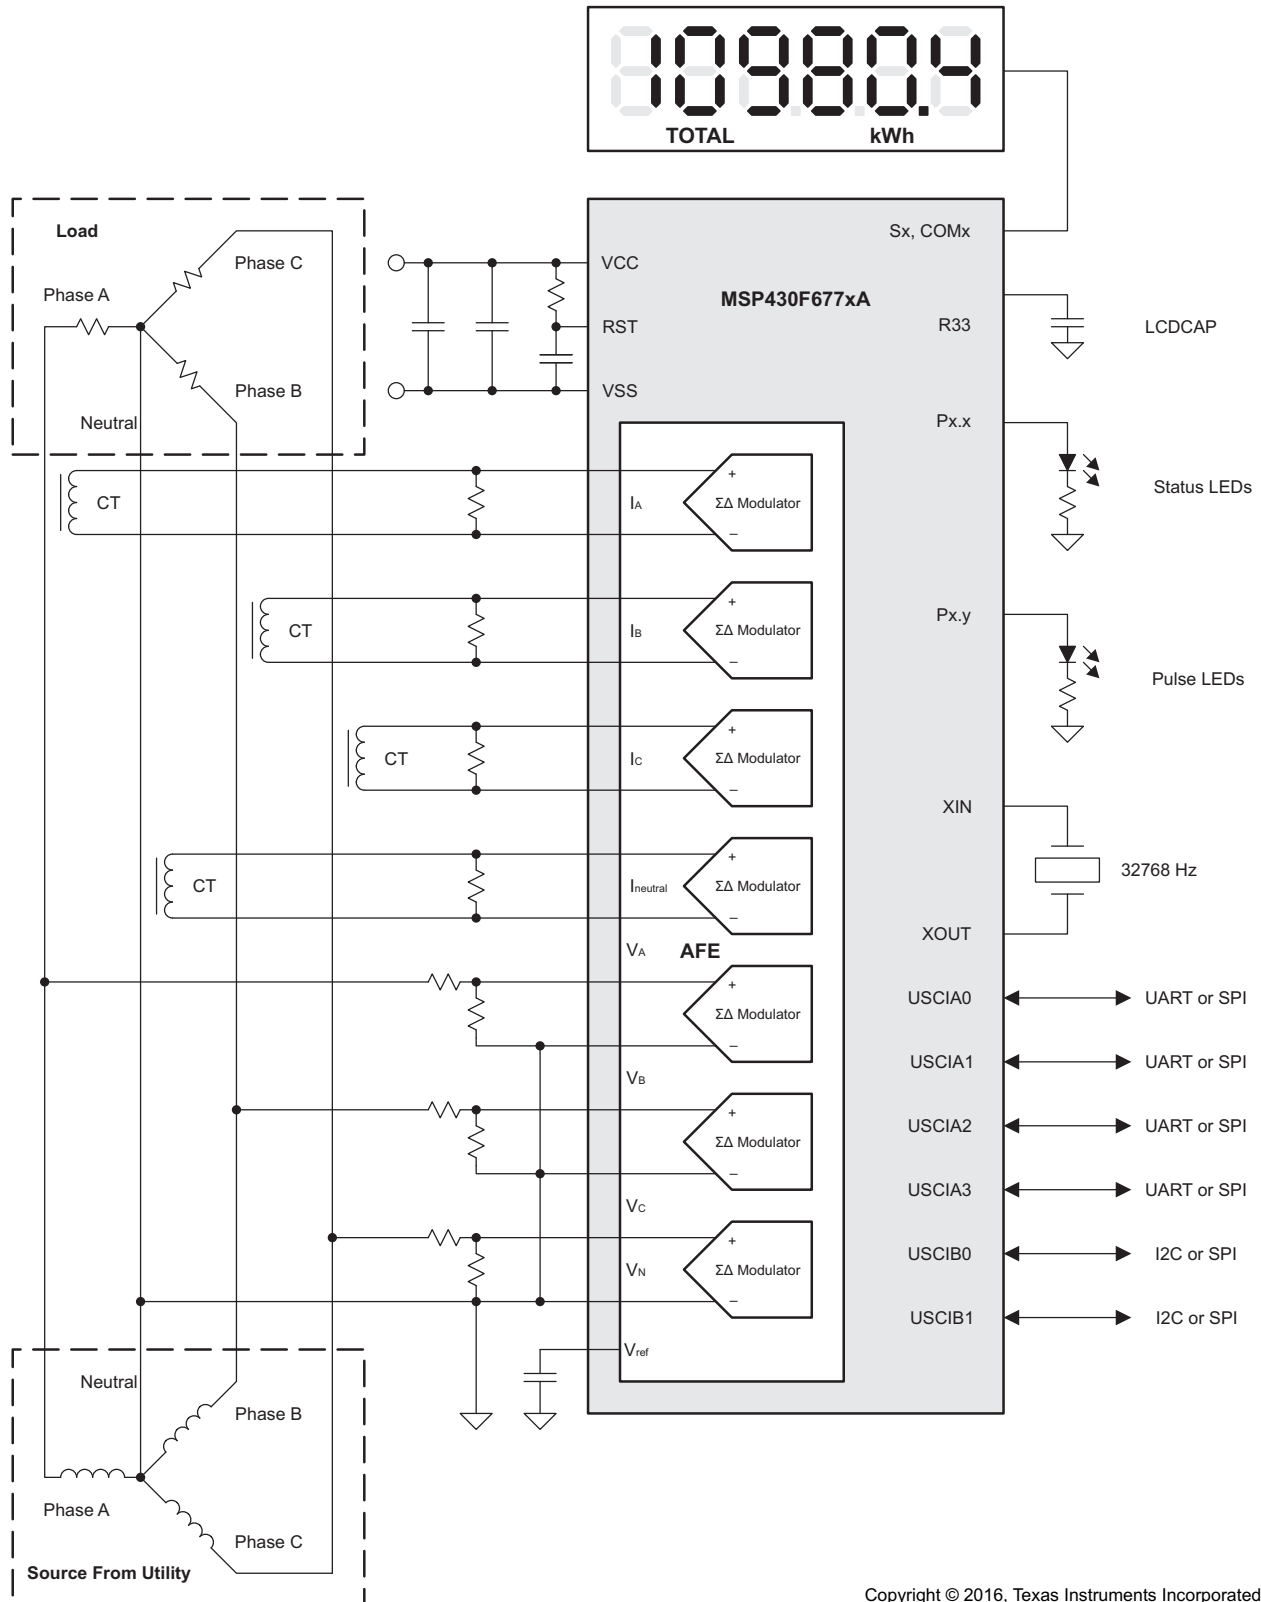 10980.4
TOTAL kWh
Load
Phase C
Phase A
Phase B
Neutral
VCC
RST
VSS
MSP430F677xA
Sx, COMx
R33
LCDCAP
Px.x
Status LEDs
Px.y
Pulse LEDs
XIN
32768 Hz
XOUT
CT
IA
+
ΣΔ Modulator
–
CT
IB
+
ΣΔ Modulator
–
CT
IC
+
ΣΔ Modulator
–
CT
Ineutral
+
ΣΔ Modulator
–
VA
AFE
+
ΣΔ Modulator
–
VB
+
ΣΔ Modulator
–
VC
+
VN
ΣΔ Modulator
–
Vref
USCIA0 UART or SPI
USCIA1 UART or SPI
USCIA2 UART or SPI
USCIA3 UART or SPI
USCIB0 I2C or SPI
USCIB1 I2C or SPI
Neutral
Phase B
Phase A
Phase C
Source From Utility
Copyright © 2016, Texas Instruments Incorporated